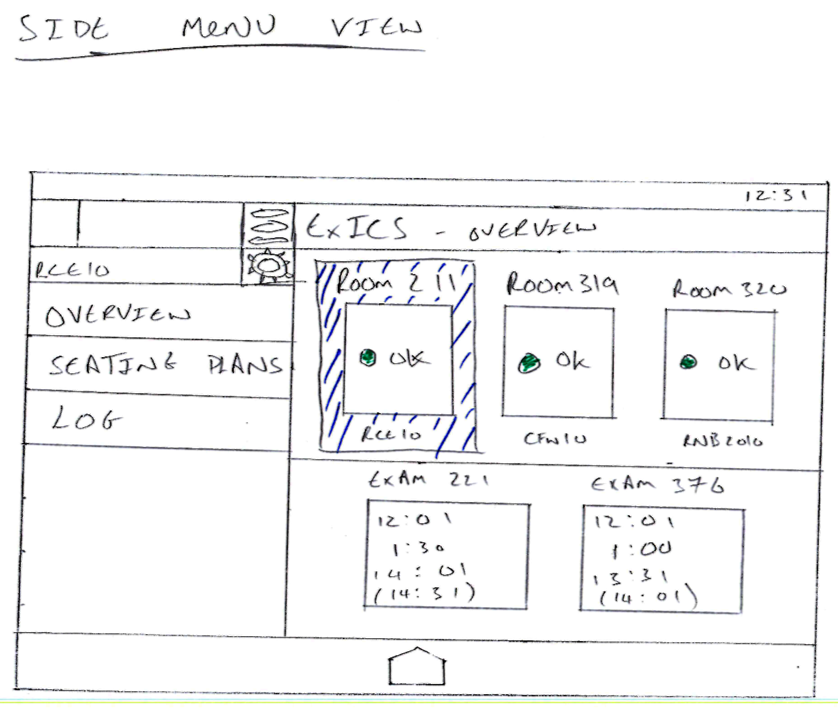 SIDE MENU VIEW
12:31
ExICS - OVERVIEW
RCE10
OVERVIEW
SEATING PLANS
LOG
ROOM 211 ROOM 319 ROOM 320
OK OK OK
RCE10 CFW10 RNB2010
EXAM 221 EXAM 376
12:01 12:01
1:30 1:00
14:01 13:31
(14:31) (14:01)